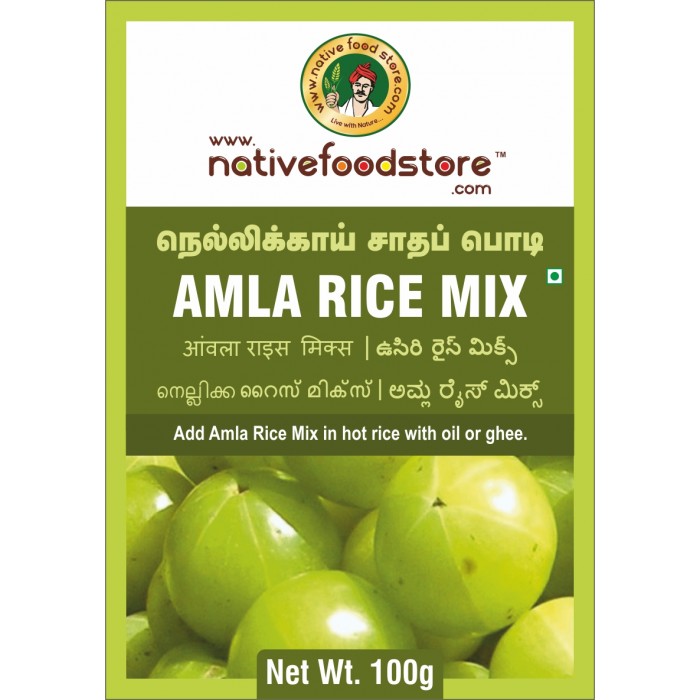 www.native food store.com
Live with Nature...
www.
nativefoodstore™
.com
நெல்லிக்காய் சாதப் பொடி
AMLA RICE MIX
आंवला राइस मिक्स | ఉసిరి రైస్ మిక్స్
നെല്ലിക്ക റൈസ് മിക്സ് | ಅಮ್ಲ ರೈಸ್ ಮಿಕ್ಸ್
Add Amla Rice Mix in hot rice with oil or ghee.
Net Wt. 100g